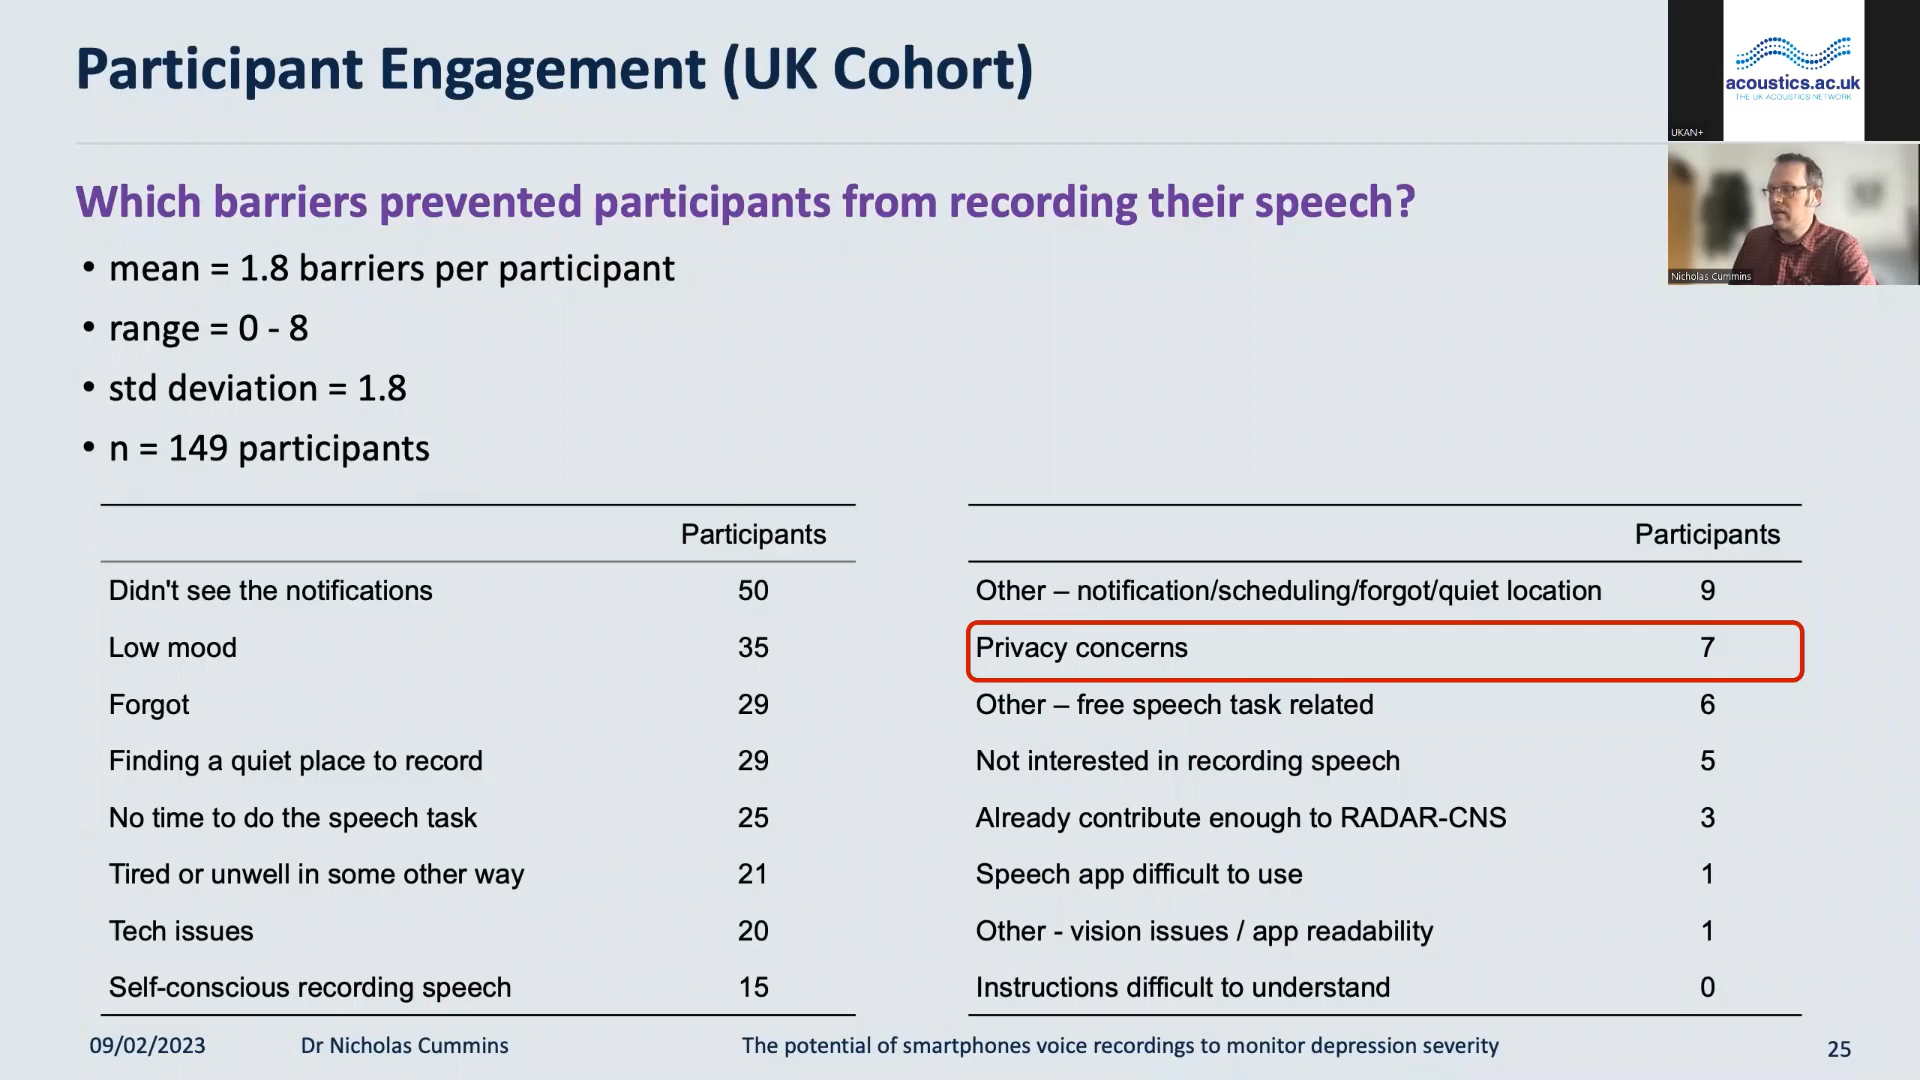 Participant Engagement (UK Cohort)
acoustics.ac.uk
THE UK ACOUSTICS NETWORK
UKAN+
Nicholas Cummins
Which barriers prevented participants from recording their speech?
• mean = 1.8 barriers per participant
• range = 0 - 8
• std deviation = 1.8
• n = 149 participants
Participants
Didn't see the notifications 50
Low mood 35
Forgot 29
Finding a quiet place to record 29
No time to do the speech task 25
Tired or unwell in some other way 21
Tech issues 20
Self-conscious recording speech 15
Participants
Other – notification/scheduling/forgot/quiet location 9
Privacy concerns 7
Other – free speech task related 6
Not interested in recording speech 5
Already contribute enough to RADAR-CNS 3
Speech app difficult to use 1
Other - vision issues / app readability 1
Instructions difficult to understand 0
09/02/2023 Dr Nicholas Cummins The potential of smartphones voice recordings to monitor depression severity 25